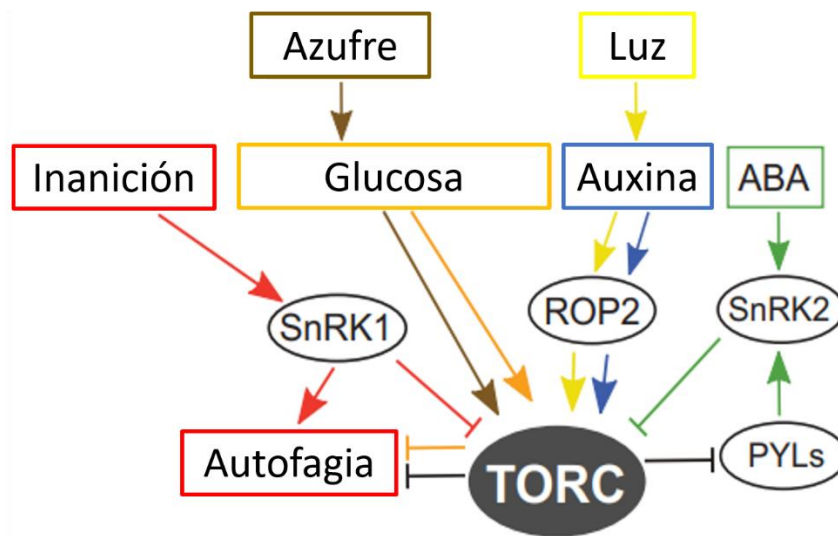 Azufre
Luz
Inanición
Glucosa
Auxina
ABA
SnRK1
ROP2
SnRK2
Autofagia
TORC
PYLs